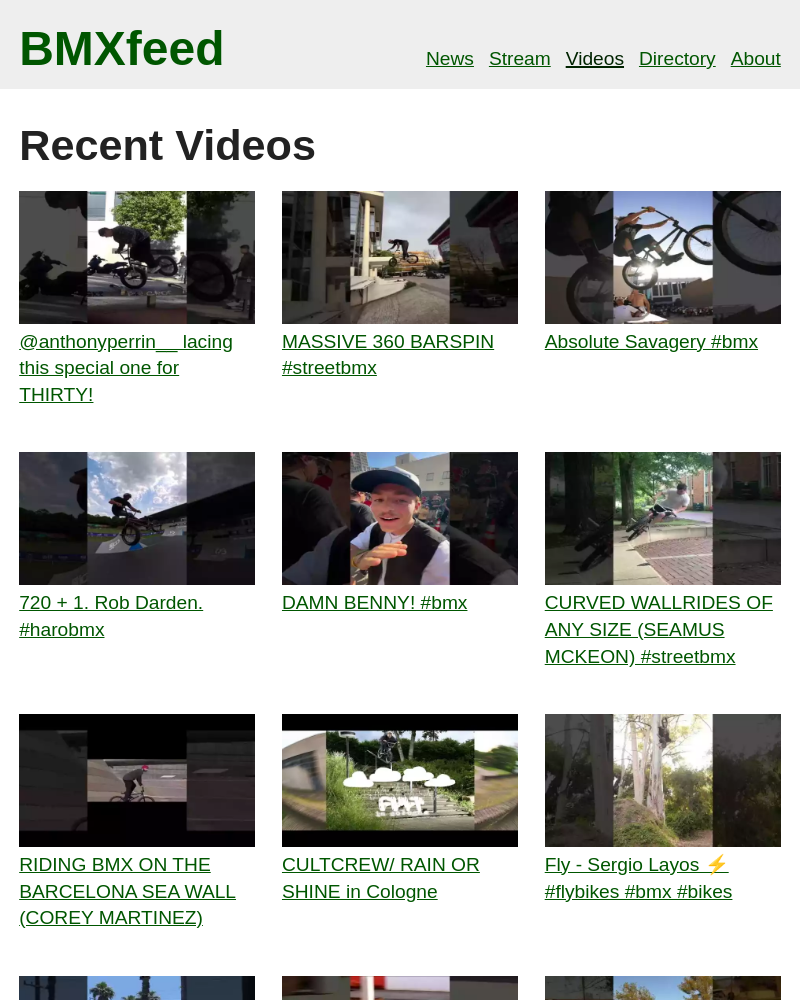 BMXfeed
News Stream Videos Directory About
Recent Videos
@anthonyperrin__ lacing
this special one for
THIRTY!
MASSIVE 360 BARSPIN
#streetbmx
Absolute Savagery #bmx
720 + 1. Rob Darden.
#harobmx
DAMN BENNY! #bmx
CURVED WALLRIDES OF
ANY SIZE (SEAMUS
MCKEON) #streetbmx
RIDING BMX ON THE
BARCELONA SEA WALL
(COREY MARTINEZ)
CULTCREW/ RAIN OR
SHINE in Cologne
Fly - Sergio Layos ⚡
#flybikes #bmx #bikes